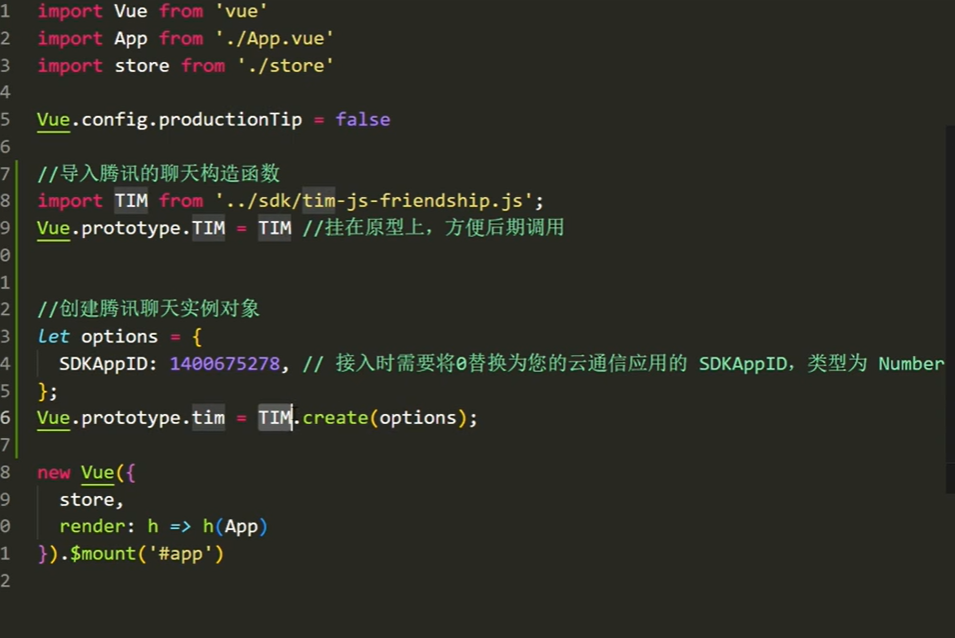 1 import Vue from 'vue'
2 import App from './App.vue'
3 import store from './store'
4
5 Vue.config.productionTip = false
6
7 //导入腾讯的聊天构造函数
8 import TIM from '../sdk/tim-js-friendship.js';
9 Vue.prototype.TIM = TIM //挂在原型上，方便后期调用
0
1
2 //创建腾讯聊天实例对象
3 let options = {
4 SDKAppID: 1400675278, // 接入时需要将0替换为您的云通信应用的 SDKAppID，类型为 Number
5 };
6 Vue.prototype.tim = TIM.create(options);
7
8 new Vue({
9 store,
0 render: h => h(App)
1 }).$mount('#app')
2